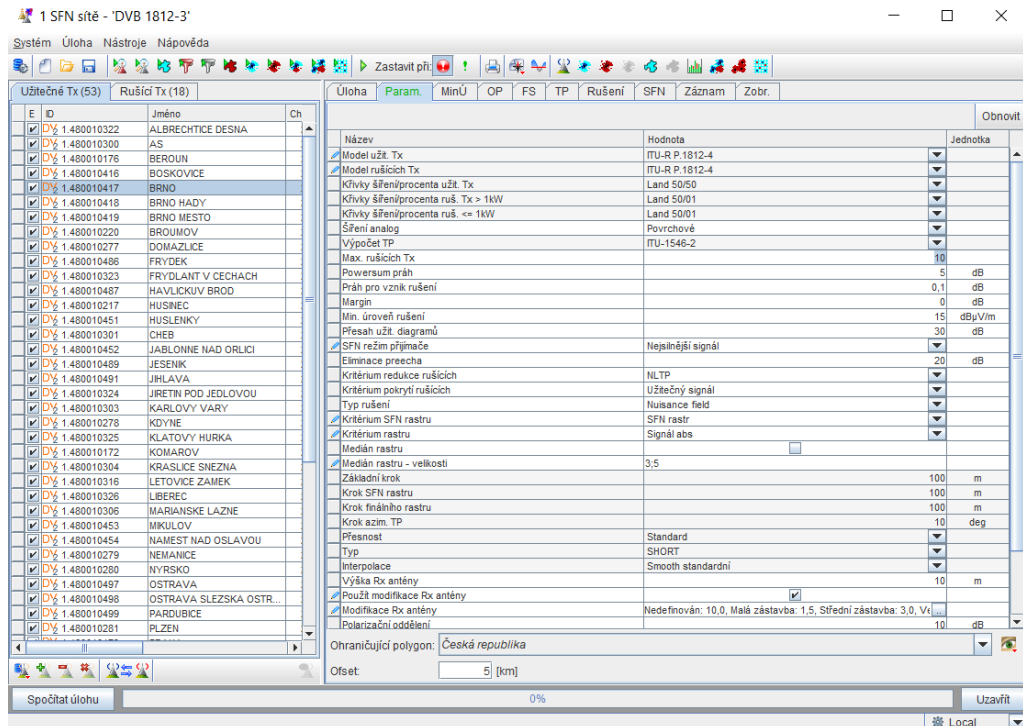 1 SFN sítě - 'DVB 1812-3'
Systém Úloha Nástroje Nápověda
Zastavit při:
Užitečné Tx (53) Rušící Tx (18)
E ID Jméno Ch
1.480010322 ALBRECHTICE DESNA
1.480010300 AS
1.480010176 BEROUN
1.480010416 BOSKOVICE
1.480010417 BRNO
1.480010418 BRNO HADY
1.480010419 BRNO MESTO
1.480010220 BROUMOV
1.480010277 DOMAZLICE
1.480010486 FRYDEK
1.480010323 FRYDLANT V CECHACH
1.480010487 HAVLICKUV BROD
1.480010217 HUSINEC
1.480010451 HUSLENKY
1.480010301 CHEB
1.480010452 JABLONNE NAD ORLICI
1.480010489 JESENIK
1.480010491 JIHLAVA
1.480010324 JIRETIN POD JEDLOVOU
1.480010303 KARLOVY VARY
1.480010278 KDYNE
1.480010325 KLATOVY HURKA
1.480010172 KOMAROV
1.480010304 KRASLICE SNEZNA
1.480010316 LETOVICE ZAMEK
1.480010326 LIBEREC
1.480010306 MARIANSKE LAZNE
1.480010453 MIKULOV
1.480010454 NAMEST NAD OSLAVOU
1.480010279 NEMANICE
1.480010280 NYRSKO
1.480010497 OSTRAVA
1.480010498 OSTRAVA SLEZSKA OSTR...
1.480010499 PARDUBICE
1.480010281 PLZEN
Úloha Param. MinÚ OP FS TP Rušení SFN Záznam Zobr.
Obnovit
Název Hodnota Jednotka
Model užit. Tx ITU-R P.1812-4
Model rušících Tx ITU-R P.1812-4
Křivky šíření/procenta užit. Tx Land 50/50
Křivky šíření/procenta ruš. Tx > 1kW Land 50/01
Křivky šíření/procenta ruš. <= 1kW Land 50/01
Šíření analog Povrchové
Výpočet TP ITU-1546-2
Max. rušících Tx 10
Powersum práh 5 dB
Práh pro vznik rušení 0,1 dB
Margin 0 dB
Min. úroveň rušení 15 dBµV/m
Přesah užit. diagramů 30 dB
SFN režim přijímače Nejsilnější signál
Eliminace preecha 20 dB
Kritérium redukce rušících NLTP
Kritérium pokrytí rušících Užitečný signál
Typ rušení Nuisance field
Kritérium SFN rastru SFN rastr
Kritérium rastru Signál abs
Medián rastru
Medián rastru - velikosti 3;5
Základní krok 100 m
Krok SFN rastru 100 m
Krok finálního rastru 100 m
Krok azim. TP 10 deg
Přesnost Standard
Typ SHORT
Interpolace Smooth standardní
Výška Rx antény 10 m
Použít modifikace Rx antény
Modifikace Rx antény Nedefinován: 10,0, Malá zástavba: 1,5, Střední zástavba: 3,0, Ve ...
Polarizační oddělení 10 dB
Ohraničující polygon: Česká republika
Ofset: 5 [km]
Spočítat úlohu 0% Uzavřít
Local